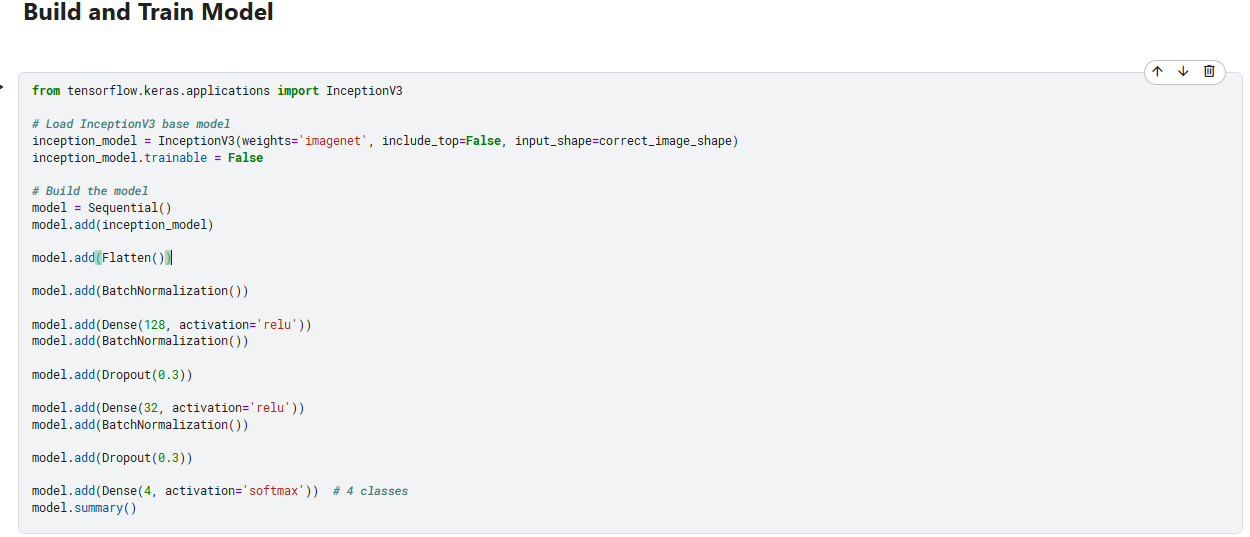 Build and Train Model
from tensorflow.keras.applications import InceptionV3
# Load InceptionV3 base model
inception_model = InceptionV3(weights='imagenet', include_top=False, input_shape=correct_image_shape)
inception_model.trainable = False
# Build the model
model = Sequential()
model.add(inception_model)
model.add(Flatten())
model.add(BatchNormalization())
model.add(Dense(128, activation='relu'))
model.add(BatchNormalization())
model.add(Dropout(0.3))
model.add(Dense(32, activation='relu'))
model.add(BatchNormalization())
model.add(Dropout(0.3))
model.add(Dense(4, activation='softmax'))  # 4 classes
model.summary()